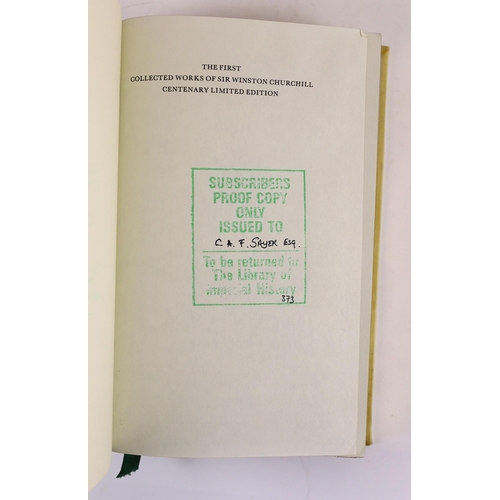 THE FIRST
COLLECTED WORKS OF SIR WINSTON CHURCHILL
CENTENARY LIMITED EDITION
SUBSCRIBERS
PROOF COPY
ONLY
ISSUED TO
C. A. F. SAYER ESQ.
To be returned to
The Library of
Imperial History
873